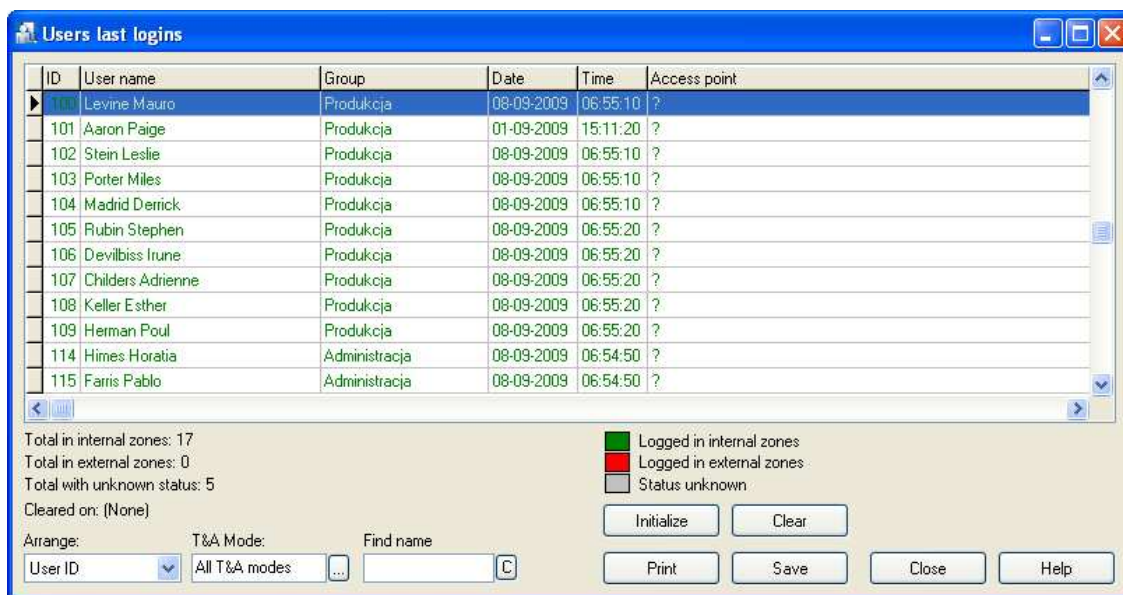 Users last logins
ID User name Group Date Time Access point
100 Levine Mauro Produkcja 08-09-2009 06:55:10 ?
101 Aaron Paige Produkcja 01-09-2009 15:11:20 ?
102 Stein Leslie Produkcja 08-09-2009 06:55:10 ?
103 Porter Miles Produkcja 08-09-2009 06:55:10 ?
104 Madrid Derrick Produkcja 08-09-2009 06:55:10 ?
105 Rubin Stephen Produkcja 08-09-2009 06:55:20 ?
106 Devilbiss Irune Produkcja 08-09-2009 06:55:20 ?
107 Childers Adrienne Produkcja 08-09-2009 06:55:20 ?
108 Keller Esther Produkcja 08-09-2009 06:55:20 ?
109 Herman Poul Produkcja 08-09-2009 06:55:20 ?
114 Himes Horatia Administracja 08-09-2009 06:54:50 ?
115 Farris Pablo Administracja 08-09-2009 06:54:50 ?
Total in internal zones: 17
Total in external zones: 0
Total with unknown status: 5
Cleared on: (None)
Logged in internal zones
Logged in external zones
Status unknown
Initialize Clear
Arrange: T&A Mode: Find name
User ID All T&A modes ... C Print Save Close Help